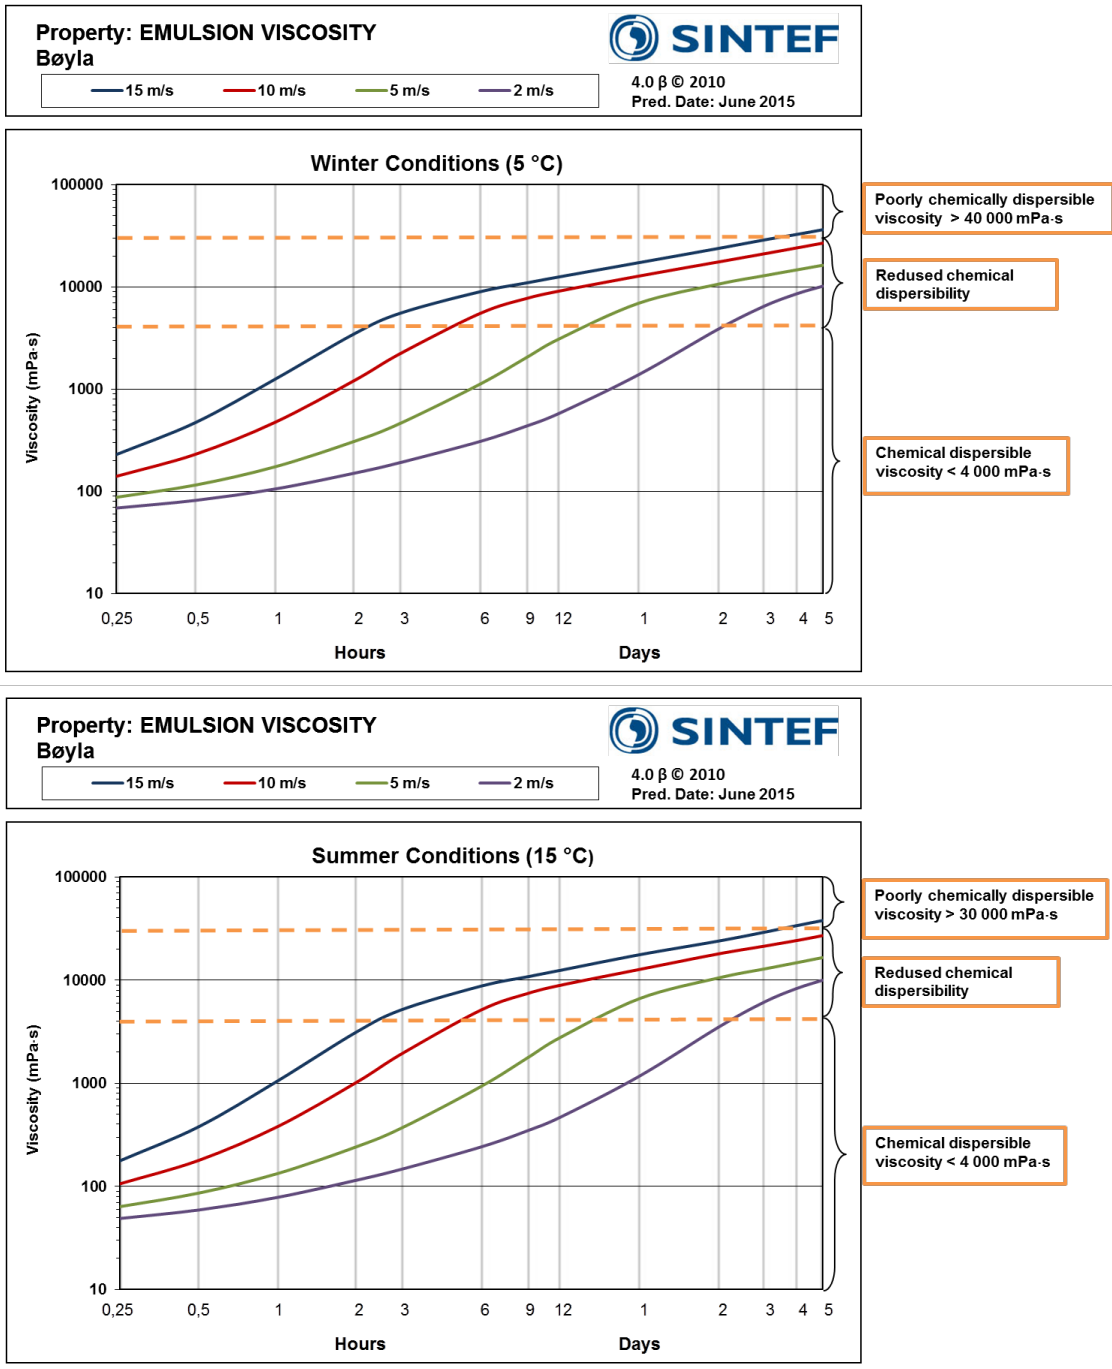 Property: EMULSION VISCOSITY
Bøyla
SINTEF
15 m/s 10 m/s 5 m/s 2 m/s
4.0 β © 2010
Pred. Date: June 2015
Winter Conditions (5 °C)
Viscosity (mPa·s)
100000
10000
1000
100
10
0,25 0,5 1 2 3 6 9 12 1 2 3 4 5
Hours Days
Poorly chemically dispersible
viscosity > 40 000 mPa·s
Redused chemical
dispersibility
Chemical dispersible
viscosity < 4 000 mPa·s
Property: EMULSION VISCOSITY
Bøyla
SINTEF
15 m/s 10 m/s 5 m/s 2 m/s
4.0 β © 2010
Pred. Date: June 2015
Summer Conditions (15 °C)
Viscosity (mPa·s)
100000
10000
1000
100
10
0,25 0,5 1 2 3 6 9 12 1 2 3 4 5
Hours Days
Poorly chemically dispersible
viscosity > 30 000 mPa·s
Redused chemical
dispersibility
Chemical dispersible
viscosity < 4 000 mPa·s